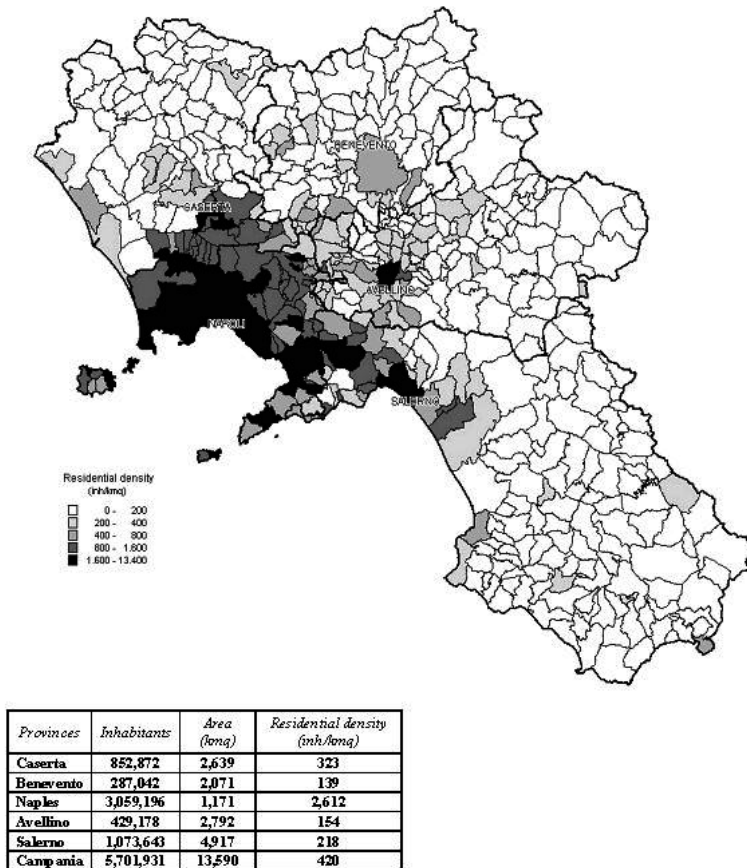 BENEVENTO
CASERTA
AVELLINO
NAPOLI
SALERNO
Residential density
(inh/kmq)
0 - 200
200 - 400
400 - 800
800 - 1.600
1.600 - 13.400
Provinces Inhabitants Area (kmq) Residential density (inh/kmq)
Caserta 852,872 2,639 323
Benevento 287,042 2,071 139
Naples 3,059,196 1,171 2,612
Avellino 429,178 2,792 154
Salerno 1,073,643 4,917 218
Campania 5,701,931 13,590 420